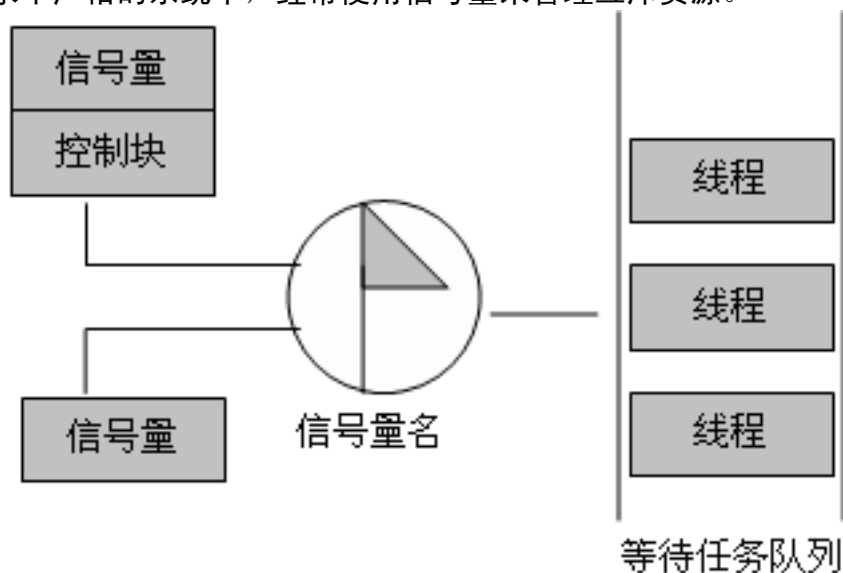 信号量
控制块
信号量
信号量名
线程
线程
线程
等待任务队列